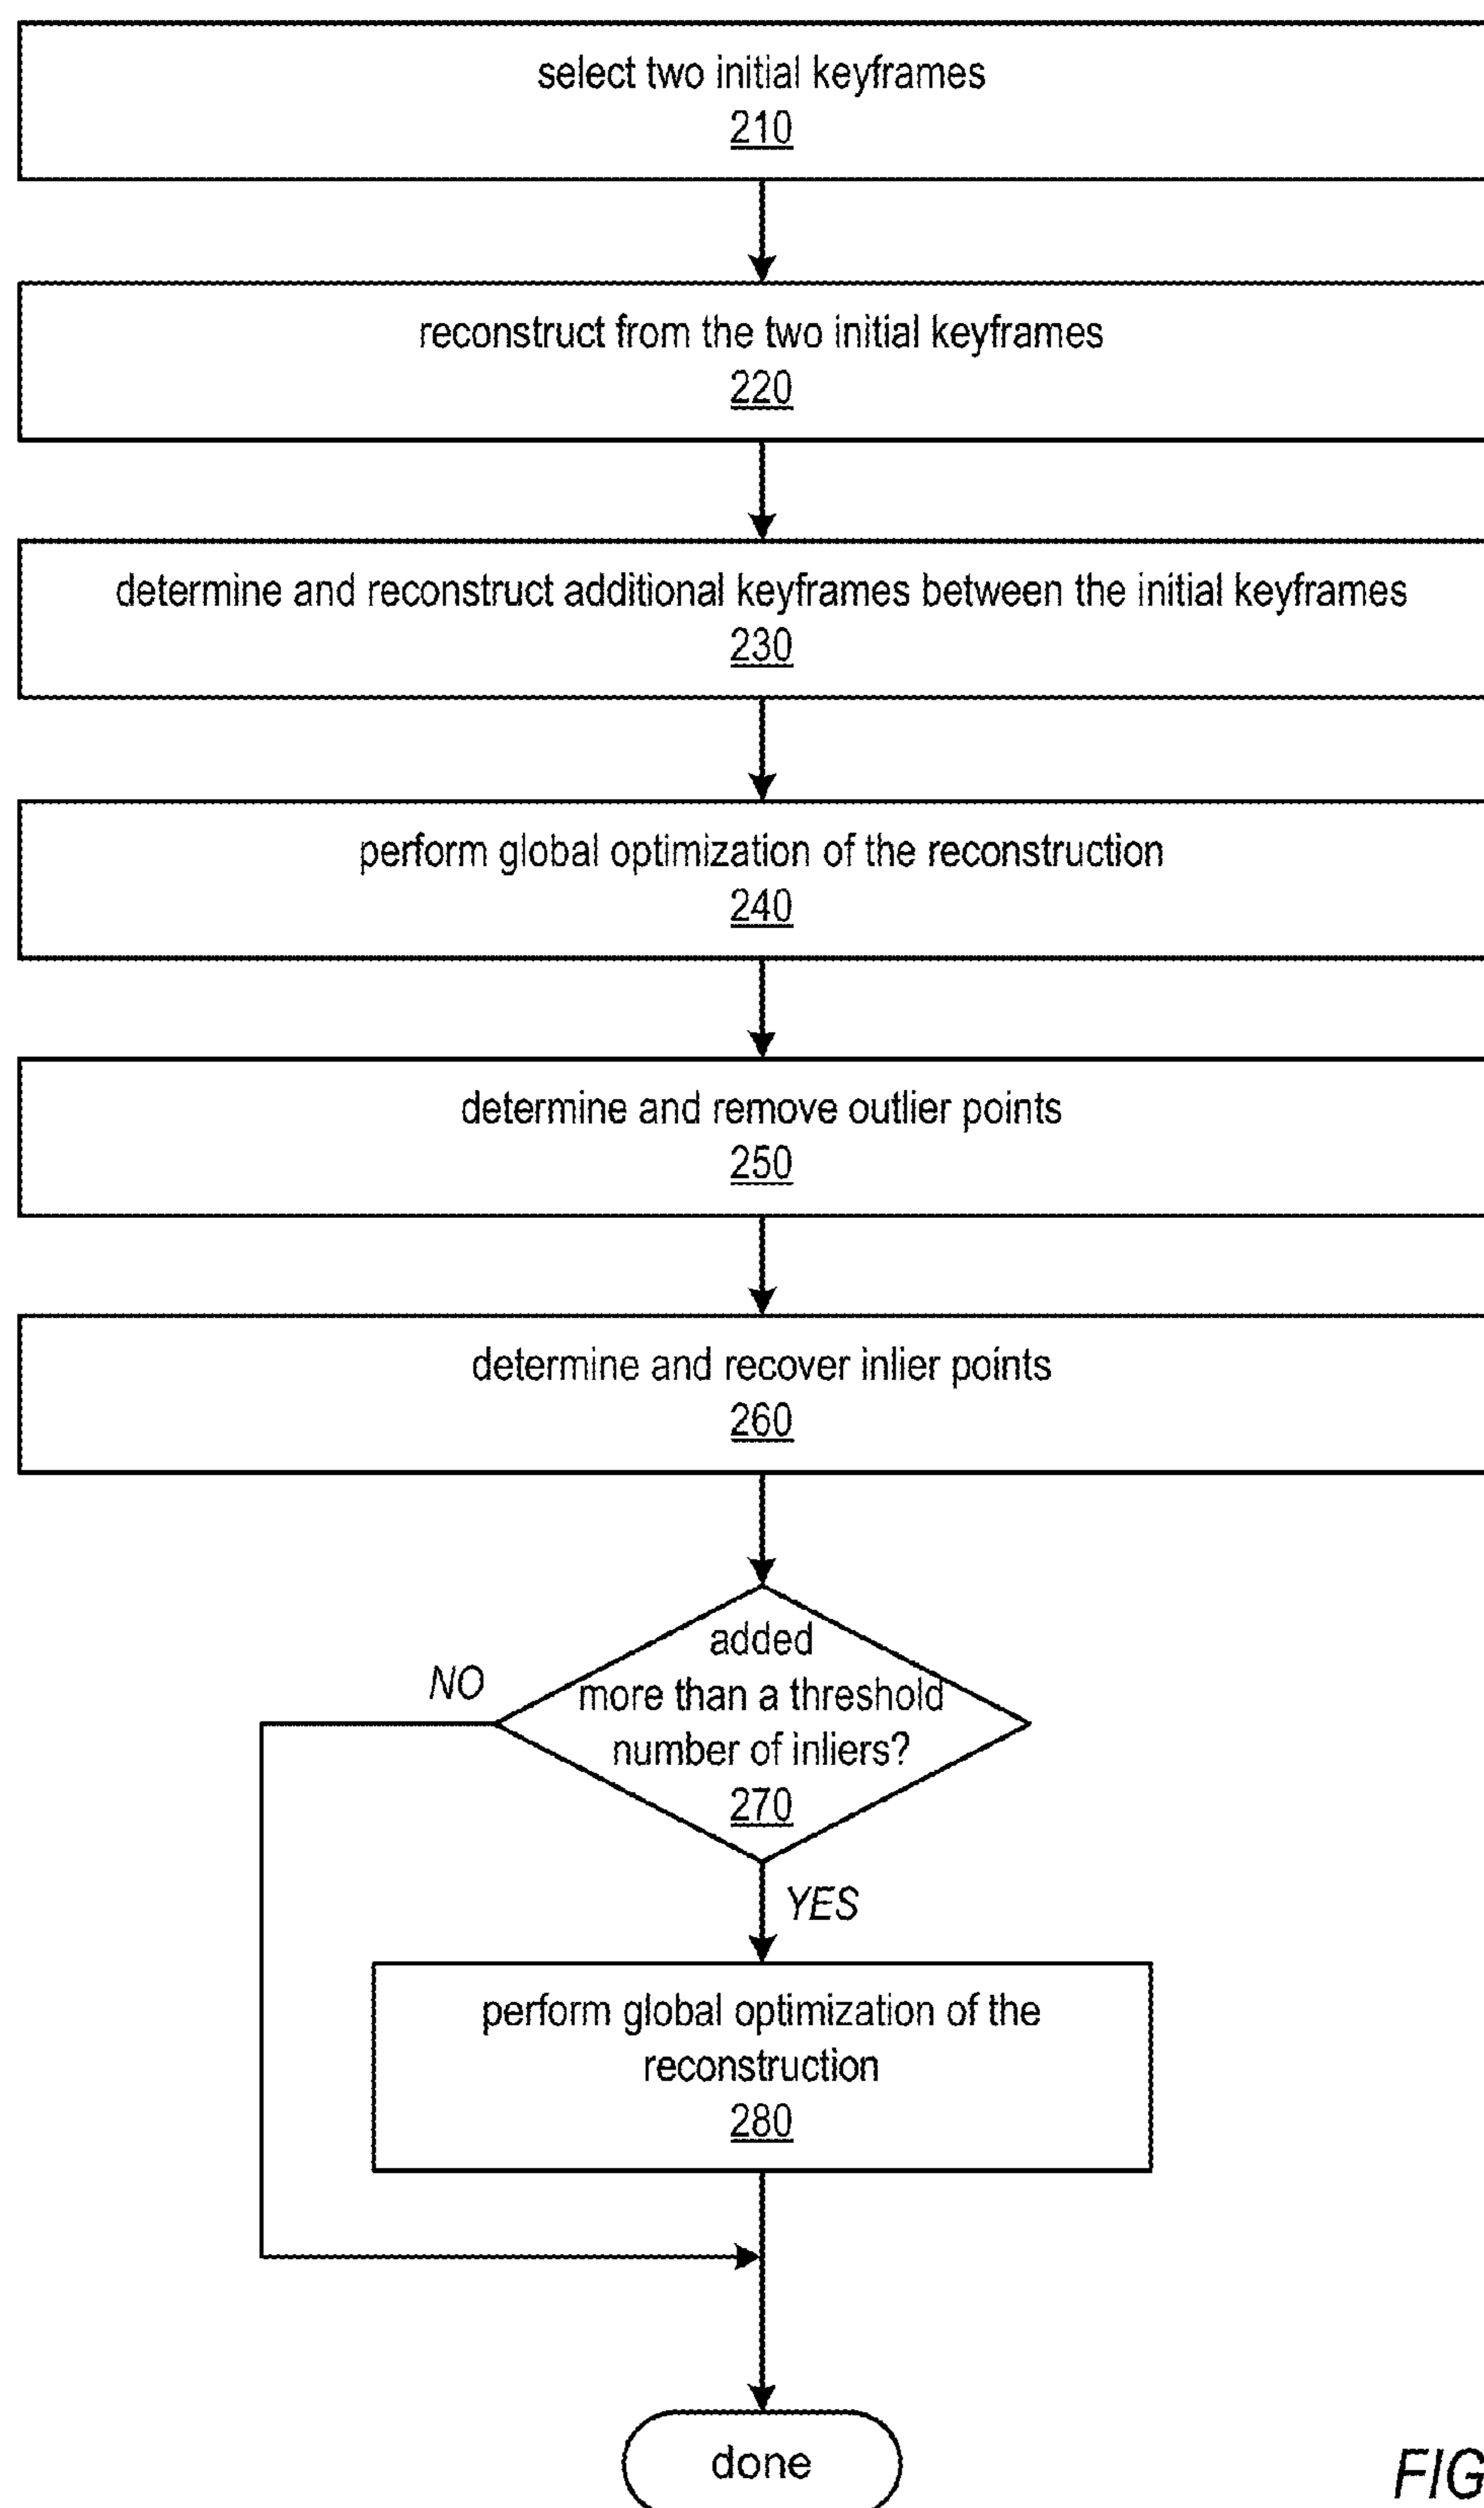 select two initial keyframes
210
reconstruct from the two initial keyframes
220
determine and reconstruct additional keyframes between the initial keyframes
230
perform global optimization of the reconstruction
240
determine and remove outlier points
250
determine and recover inlier points
260
added
more than a threshold
number of inliers?
270
NO
YES
perform global optimization of the
reconstruction
280
done
FIG